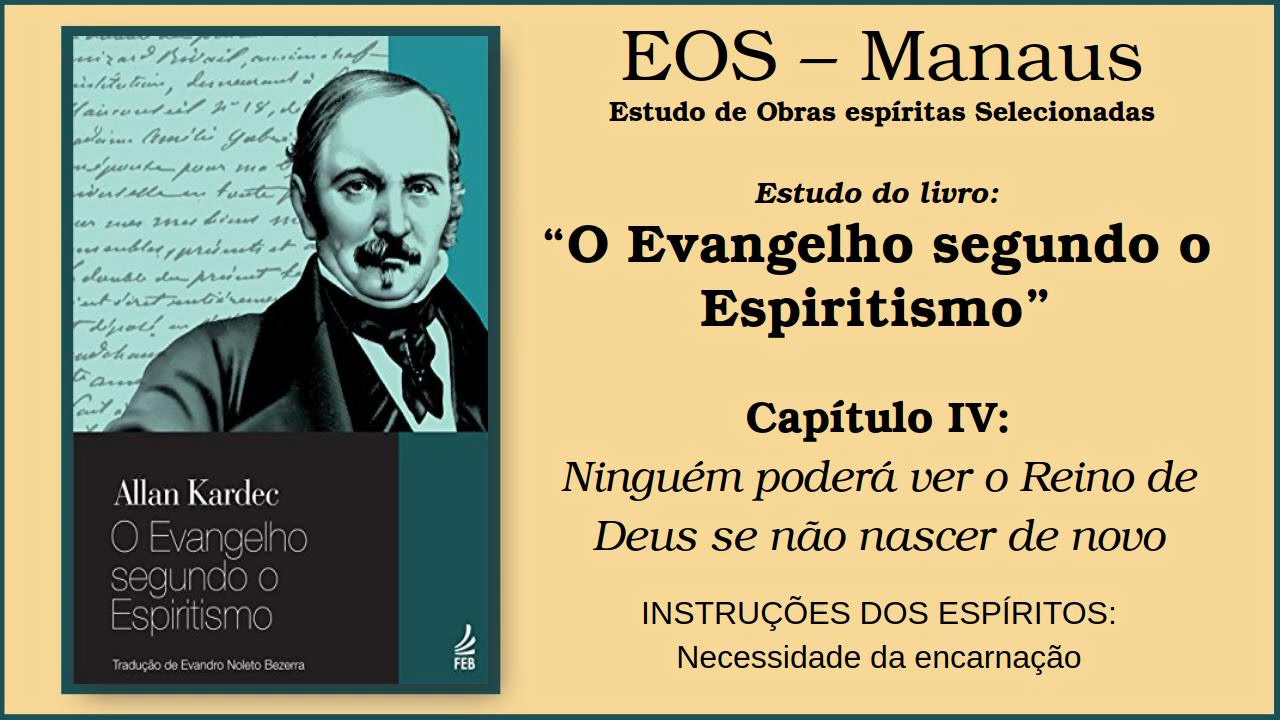 EOS – Manaus
Estudo de Obras espíritas Selecionadas
Estudo do livro:
“O Evangelho segundo o
Espiritismo”
Capítulo IV:
Ninguém poderá ver o Reino de
Deus se não nascer de novo
INSTRUÇÕES DOS ESPÍRITOS:
Necessidade da encarnação
Allan Kardec
O Evangelho
segundo o
Espiritismo
Tradução de Evandro Noleto Bezerra
FEB